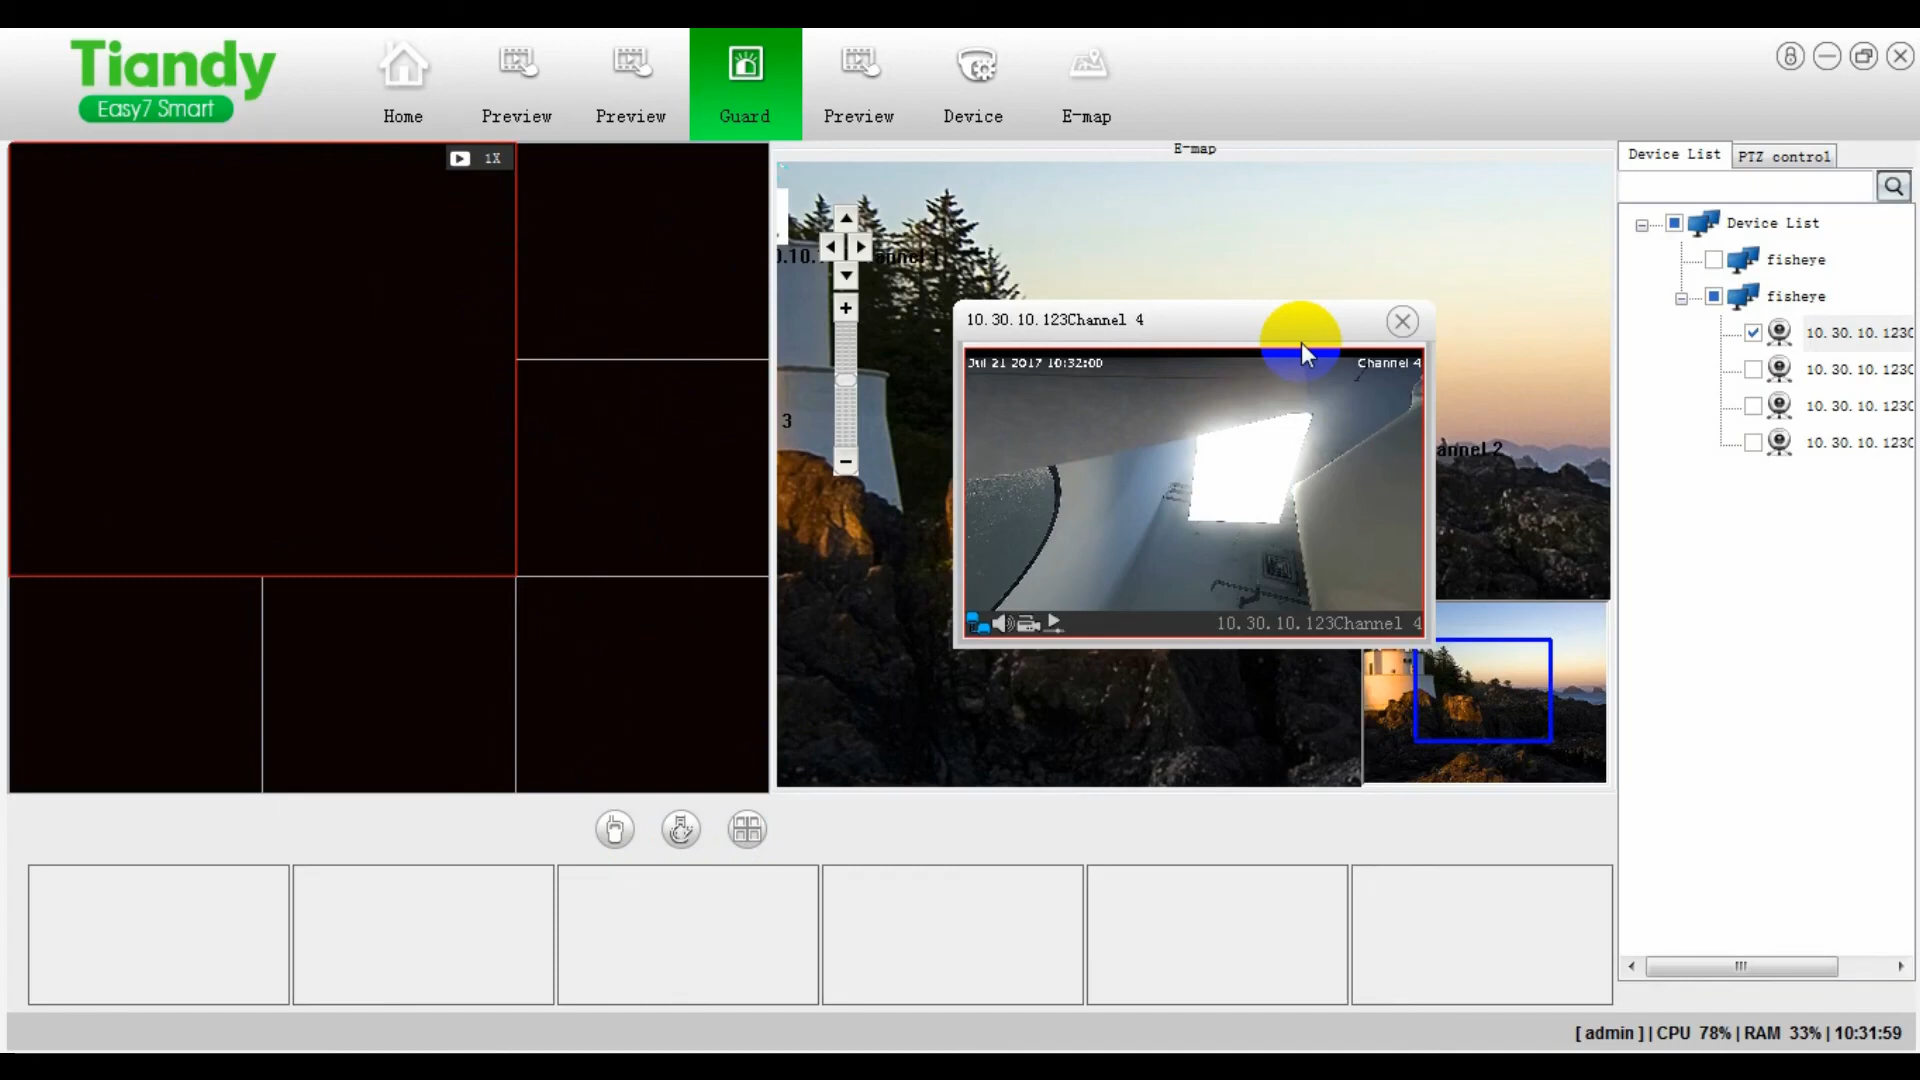 Tiandy
Easy7 Smart
Home
Preview
Preview
Guard
Preview
Device
E-map
1X
E-map
Device List
PTZ control
Device List
fisheye
fisheye
10.30.10.123C
10.30.10.123C
10.30.10.123C
10.30.10.123C
10.30.10.123Channel 4
Jul 21 2017 10:32:00
Channel 4
10.30.10.123Channel 4
3
annel 2
[ admin ] | CPU 78% | RAM 33% | 10:31:59